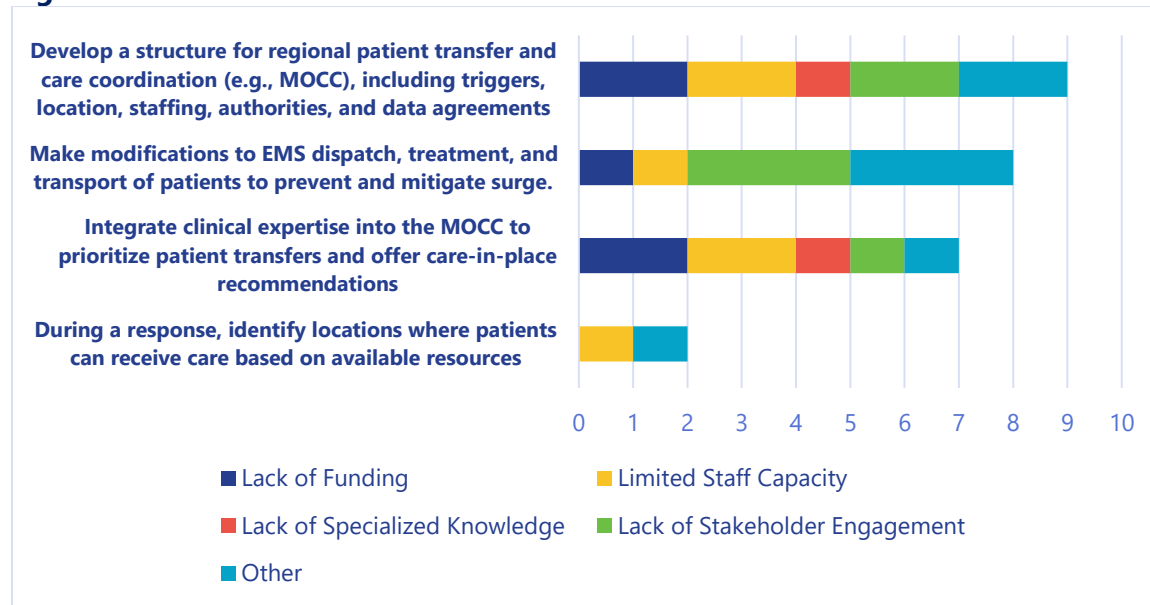 Develop a structure for regional patient transfer and
care coordination (e.g., MOCC), including triggers,
location, staffing, authorities, and data agreements
Make modifications to EMS dispatch, treatment, and
transport of patients to prevent and mitigate surge.
Integrate clinical expertise into the MOCC to
prioritize patient transfers and offer care-in-place
recommendations
During a response, identify locations where patients
can receive care based on available resources
0 1 2 3 4 5 6 7 8 9 10
Lack of Funding
Limited Staff Capacity
Lack of Specialized Knowledge
Lack of Stakeholder Engagement
Other